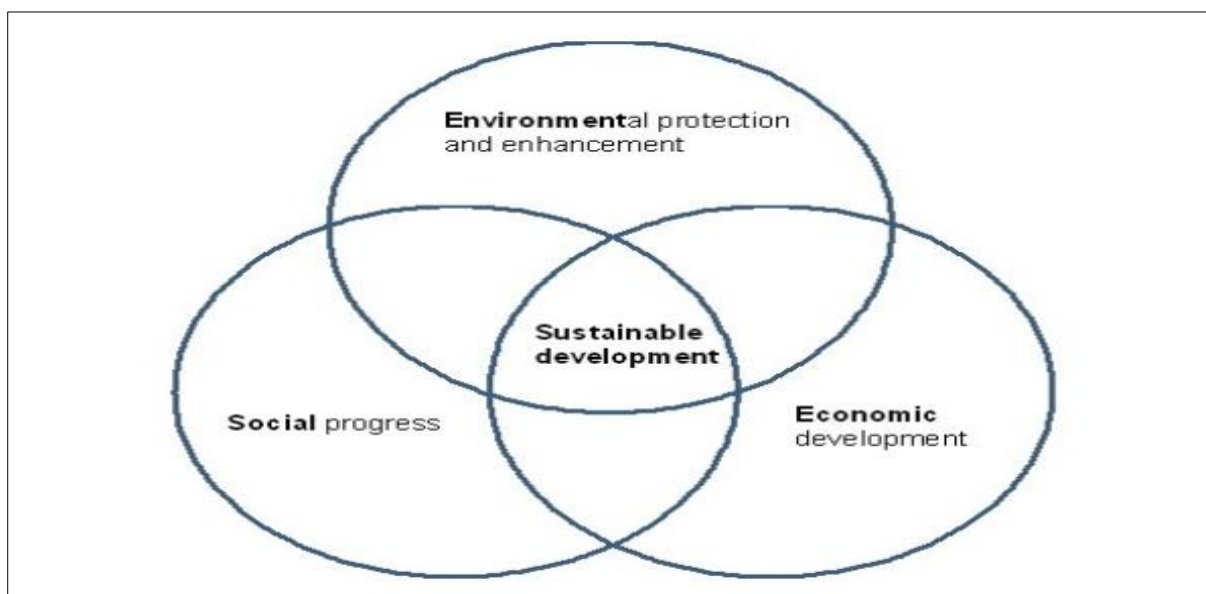 Environmental protection
and enhancement
Sustainable
development
Social progress
Economic
development